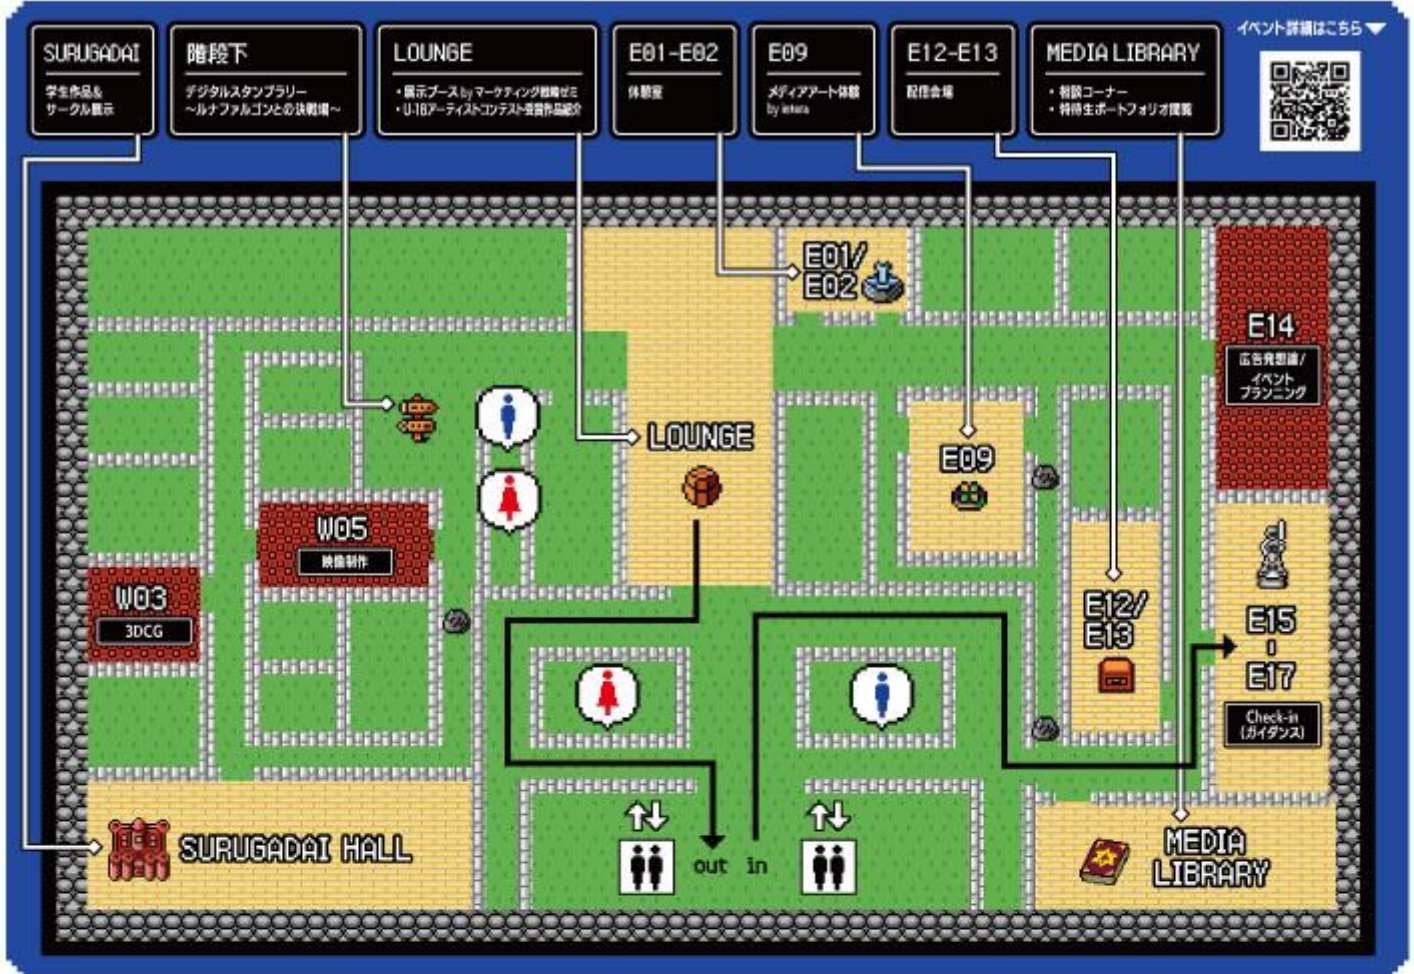 イベント詳細はこちら
SURUGADAI
学生作品&
サークル展示
階段下
デジタルスタンプラリー
～ルナファルゴンとの決戦場～
LOUNGE
・展示ブース by マーケティング戦略ゼミ
・U-18アーティストコンテスト受賞作品紹介
E01-E02
休憩室
E09
メディアアート体験
E12-E13
配信会場
MEDIA LIBRARY
・相談コーナー
・特待生ポートフォリオ閲覧
E01/
E02
E14
広告発想論/
イベント
プランニング
LOUNGE
E09
W05
映像制作
W03
3DCG
E12/
E13
E15
-
E17
Check-in
(ガイダンス)
SURUGADAI HALL
out in
MEDIA
LIBRARY